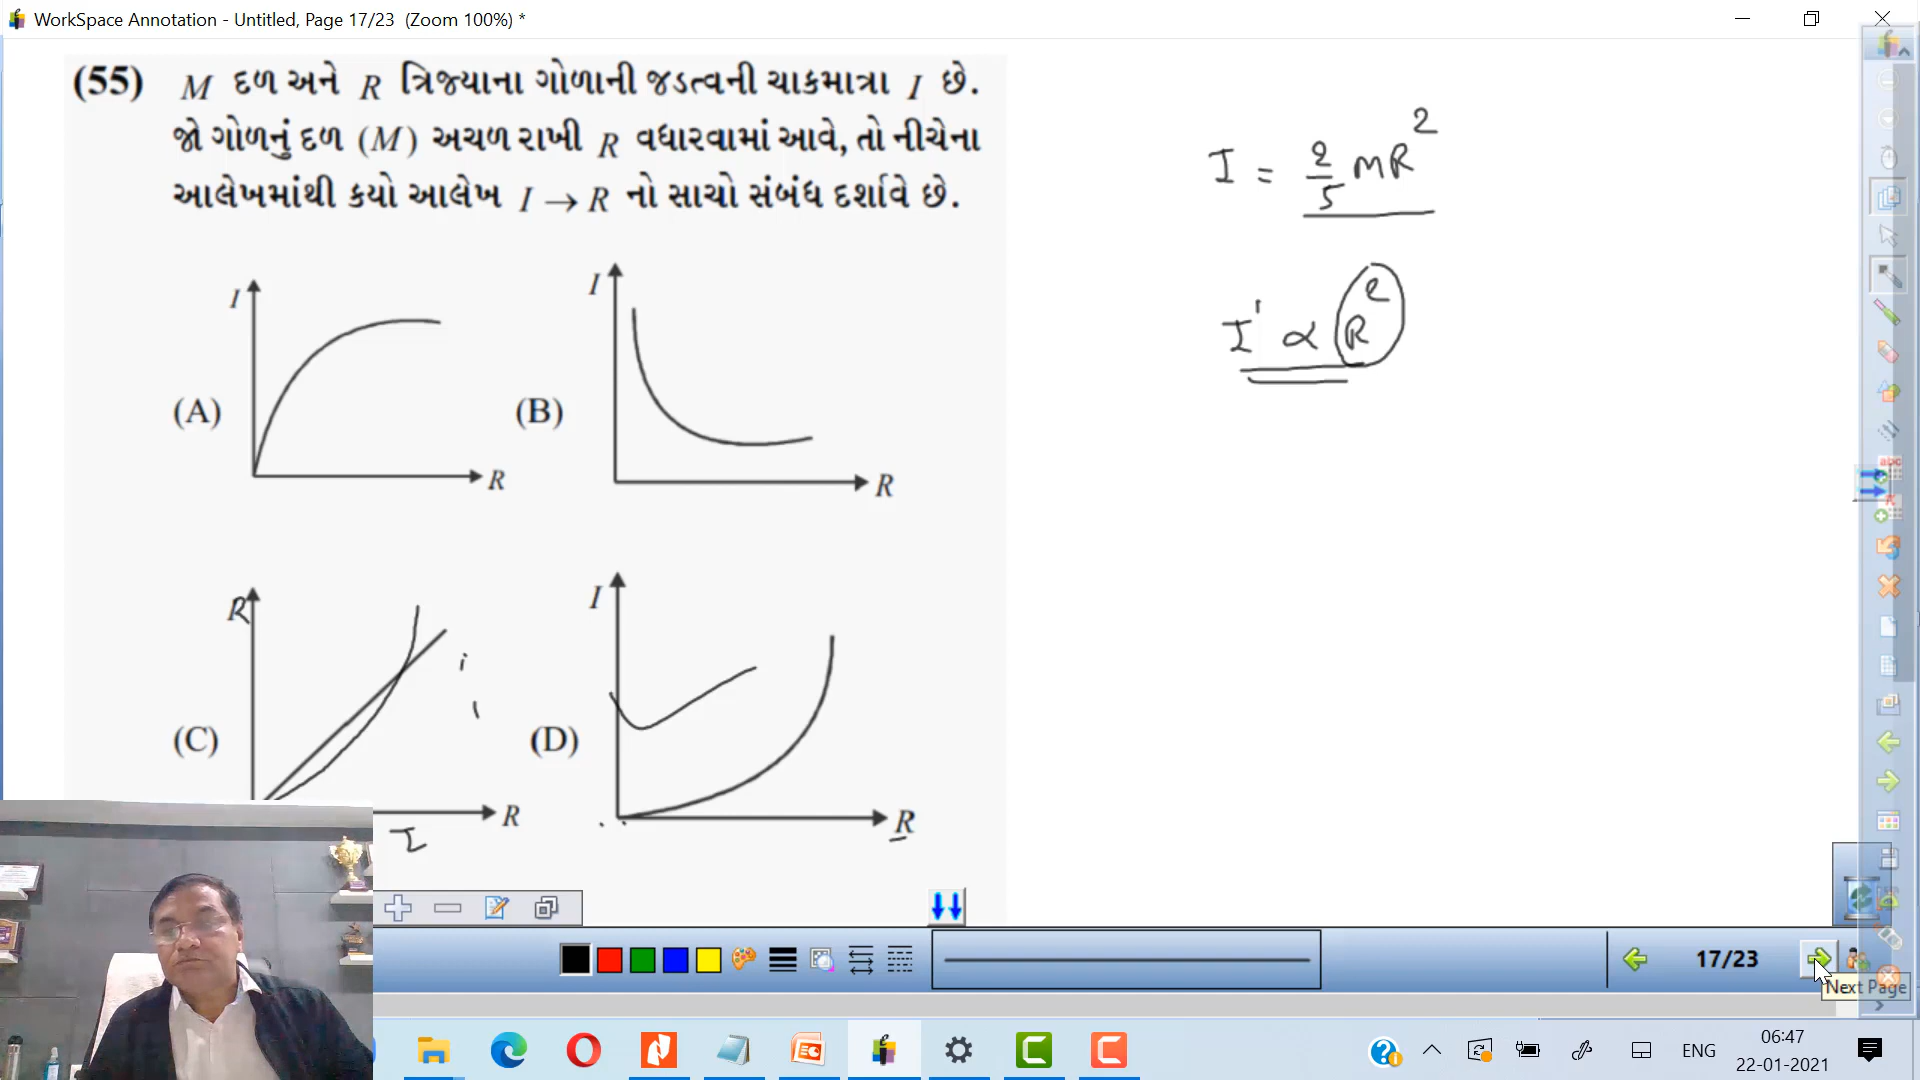 WorkSpace Annotation - Untitled, Page 17/23 (Zoom 100%) *
(55) M દળ અને R ત્રિજ્યાના ગોળાની જડત્વની ચાકમાત્રા I છે.
જો ગોળનું દળ (M) અચળ રાખી R વધારવામાં આવે, તો નીચેના
આલેખમાંથી કયો આલેખ I → R નો સાચો સંબંધ દર્શાવે છે.
I = 2/5 MR²
I' ∝ R²
I
(A)
R
I
(B)
R
R
(C)
R
I
I
(D)
R
17/23
Next Page
ENG
06:47
22-01-2021